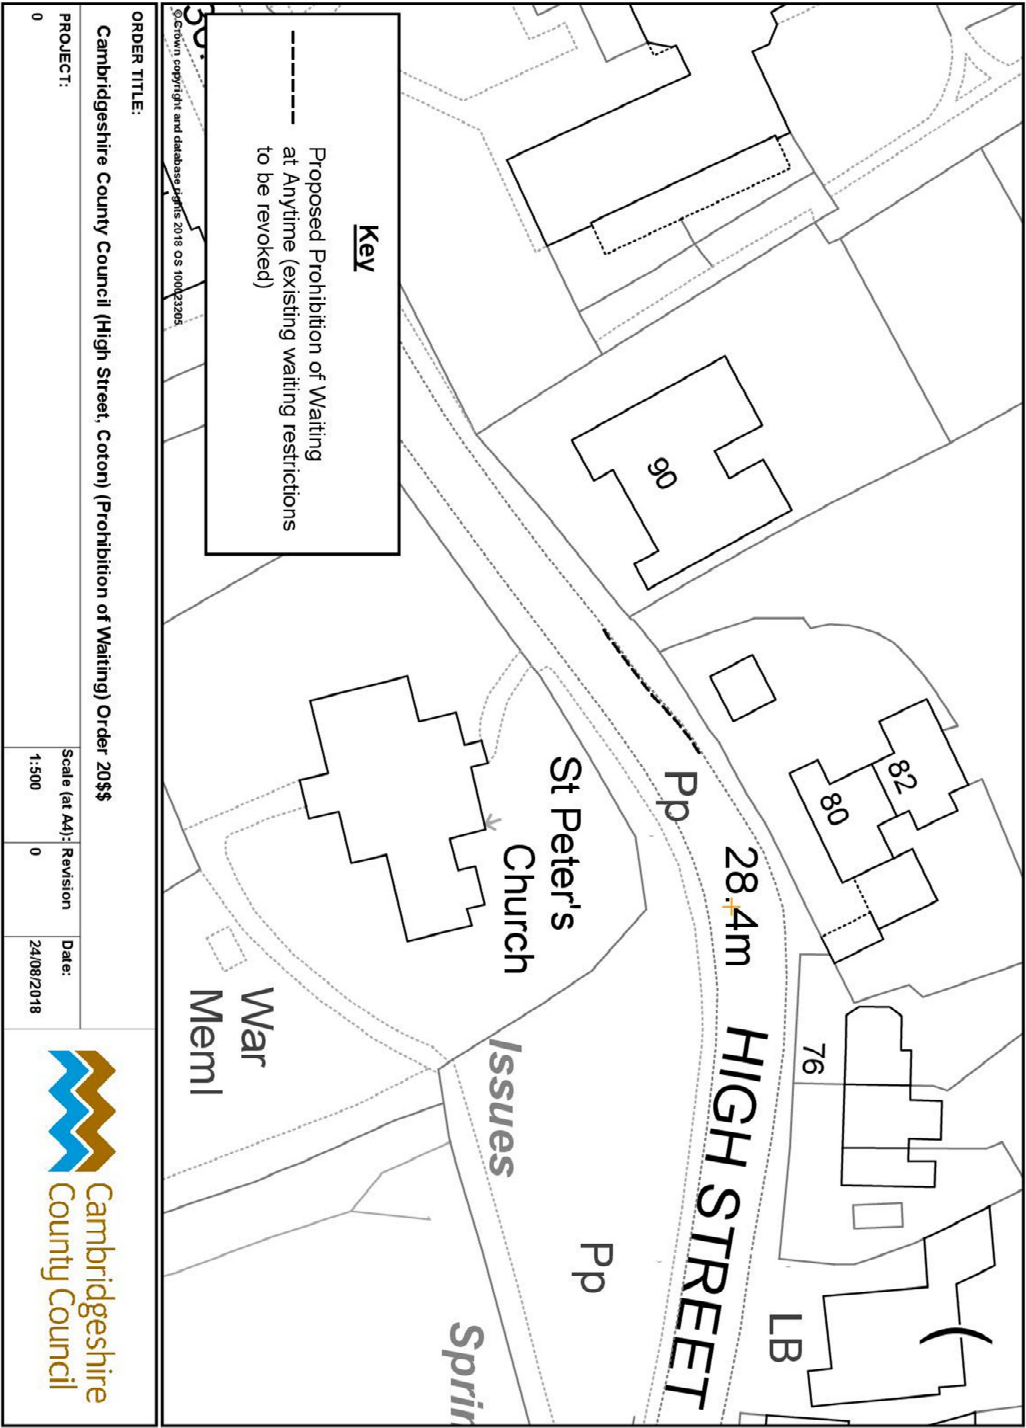 90
82
80
Pp
28.4m
76
St Peter's
Church
HIGH STREET
LB
Issues
Pp
War
Meml
Key
Proposed Prohibition of Waiting
at Anytime (existing waiting restrictions
to be revoked)
© Crown copyright and database rights 2018 OS 100023205
ORDER TITLE:
Cambridgeshire County Council (High Street, Coton) (Prohibition of Waiting) Order 20$$
PROJECT:
0
Scale (at A4):
1:500
Revision
0
Date:
24/08/2018
Cambridgeshire
County Council